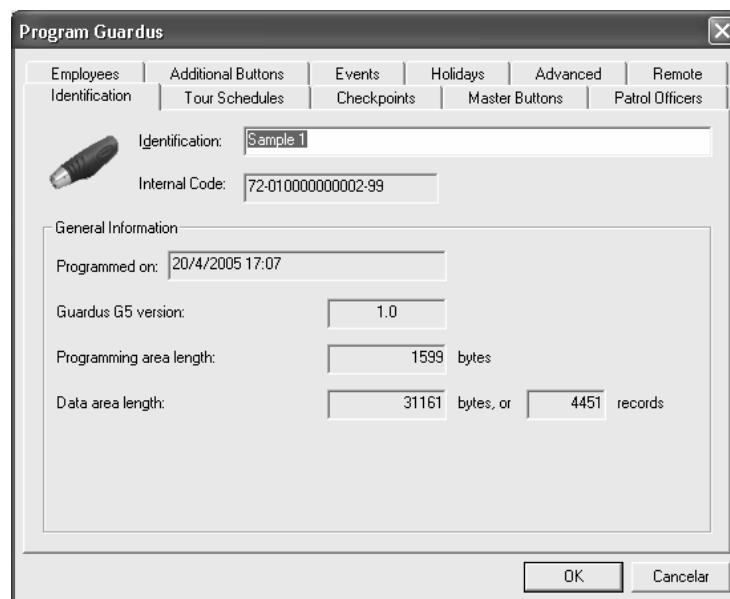 Program Guardus
Employees Additional Buttons Events Holidays Advanced Remote
Identification Tour Schedules Checkpoints Master Buttons Patrol Officers
Identification: Sample 1
Internal Code: 72-010000000002-99
General Information
Programmed on: 20/4/2005 17:07
Guardus G5 version: 1.0
Programming area length: 1599 bytes
Data area length: 31161 bytes, or 4451 records
OK Cancelar